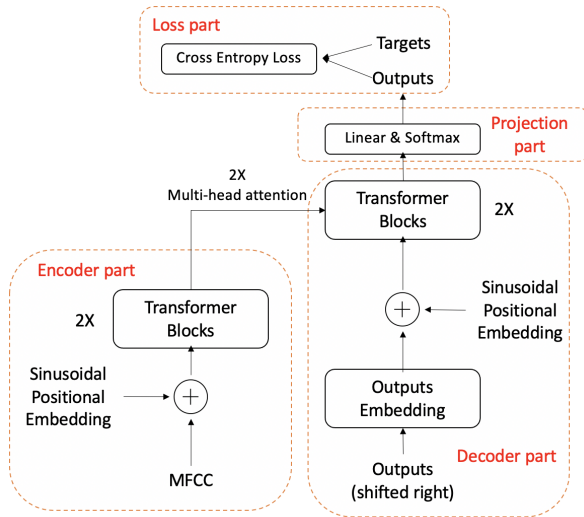 Loss part
Targets
Cross Entropy Loss
Outputs
Projection
part
Linear & Softmax
2X
Multi-head attention
Transformer
Blocks
2X
Encoder part
Transformer
Blocks
2X
Sinusoidal
Positional
Embedding
+
Sinusoidal
Positional
Embedding
+
Outputs
Embedding
MFCC
Outputs
(shifted right)
Decoder part